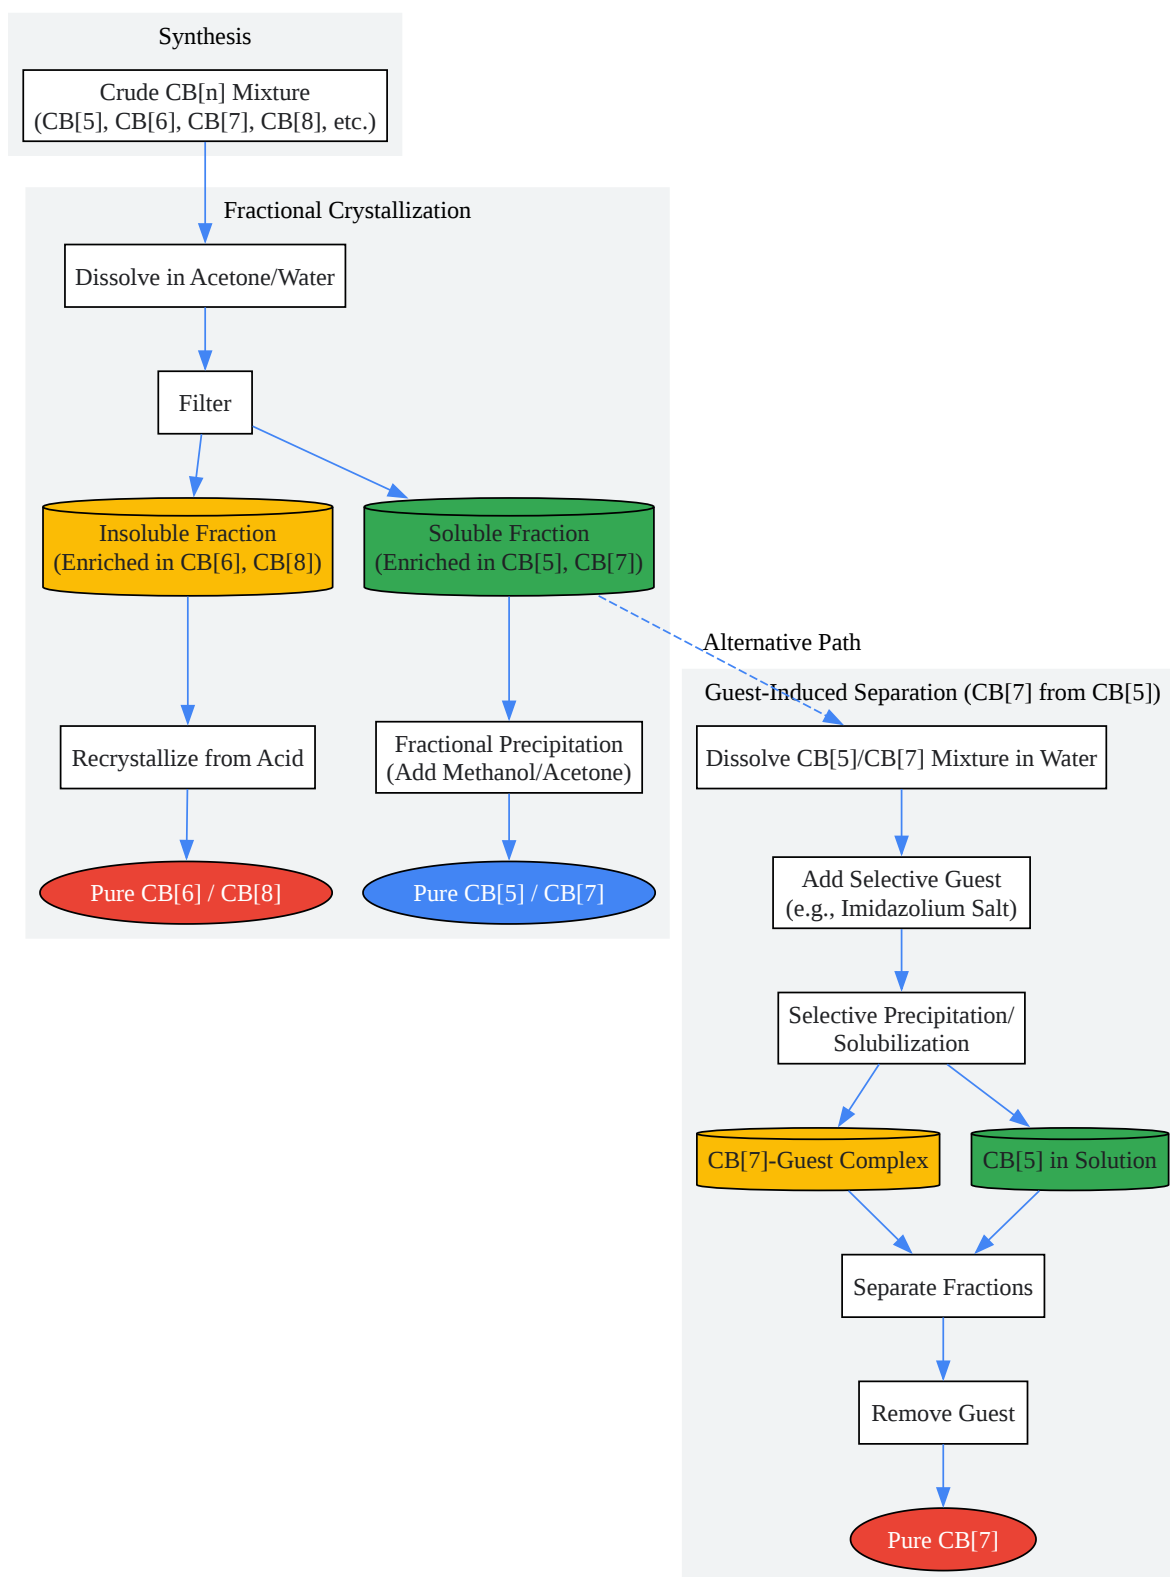 Synthesis
Crude CB[n] Mixture
(CB[5], CB[6], CB[7], CB[8], etc.)
Fractional Crystallization
Dissolve in Acetone/Water
Filter
Insoluble Fraction
(Enriched in CB[6], CB[8])
Soluble Fraction
(Enriched in CB[5], CB[7])
Recrystallize from Acid
Fractional Precipitation
(Add Methanol/Acetone)
Pure CB[6] / CB[8]
Pure CB[5] / CB[7]
Alternative Path
Guest-Induced Separation (CB[7] from CB[5])
Dissolve CB[5]/CB[7] Mixture in Water
Add Selective Guest
(e.g., Imidazolium Salt)
Selective Precipitation/
Solubilization
CB[7]-Guest Complex
CB[5] in Solution
Separate Fractions
Remove Guest
Pure CB[7]